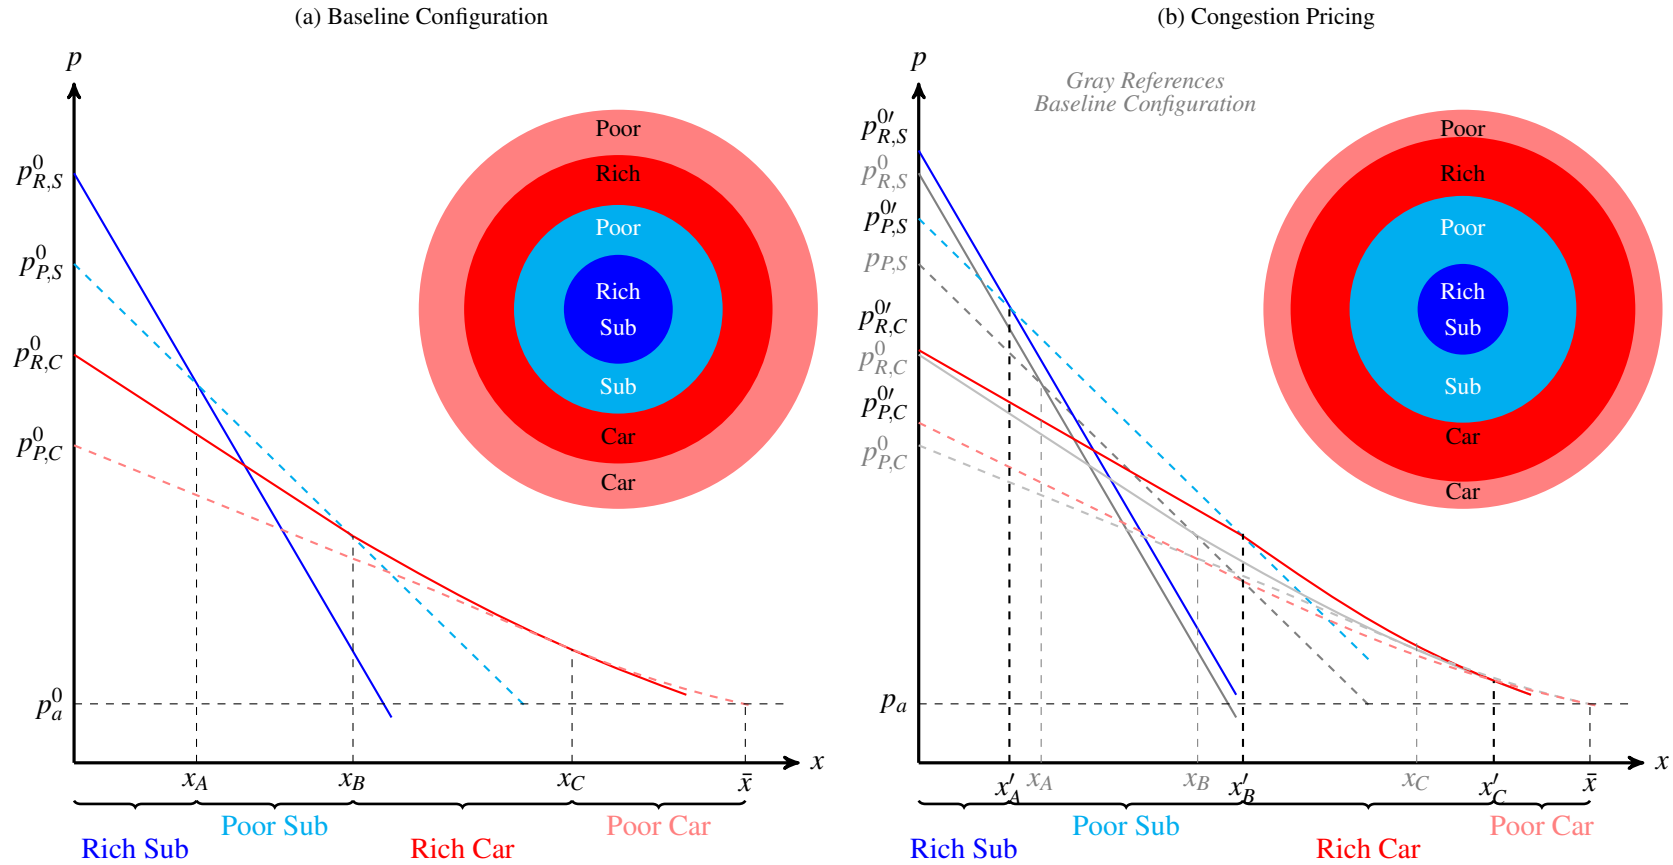 (a) Baseline Configuration
p
p^0_{R,S}
p^0_{P,S}
p^0_{R,C}
p^0_{P,C}
p^0_a
Poor
Rich
Poor
Rich
Sub
Sub
Car
Car
x_A
x_B
x_C
x̄
x
Poor Sub
Poor Car
Rich Sub
Rich Car
(b) Congestion Pricing
p
Gray References
Baseline Configuration
p^{0′}_{R,S}
p^0_{R,S}
p^{0′}_{P,S}
p_{P,S}
p^{0′}_{R,C}
p^0_{R,C}
p^{0′}_{P,C}
p^0_{P,C}
p_a
Poor
Rich
Poor
Rich
Sub
Sub
Car
Car
x′_A
x_A
x_B
x′_B
x_C
x′_C
x̄
x
Poor Sub
Poor Car
Rich Sub
Rich Car